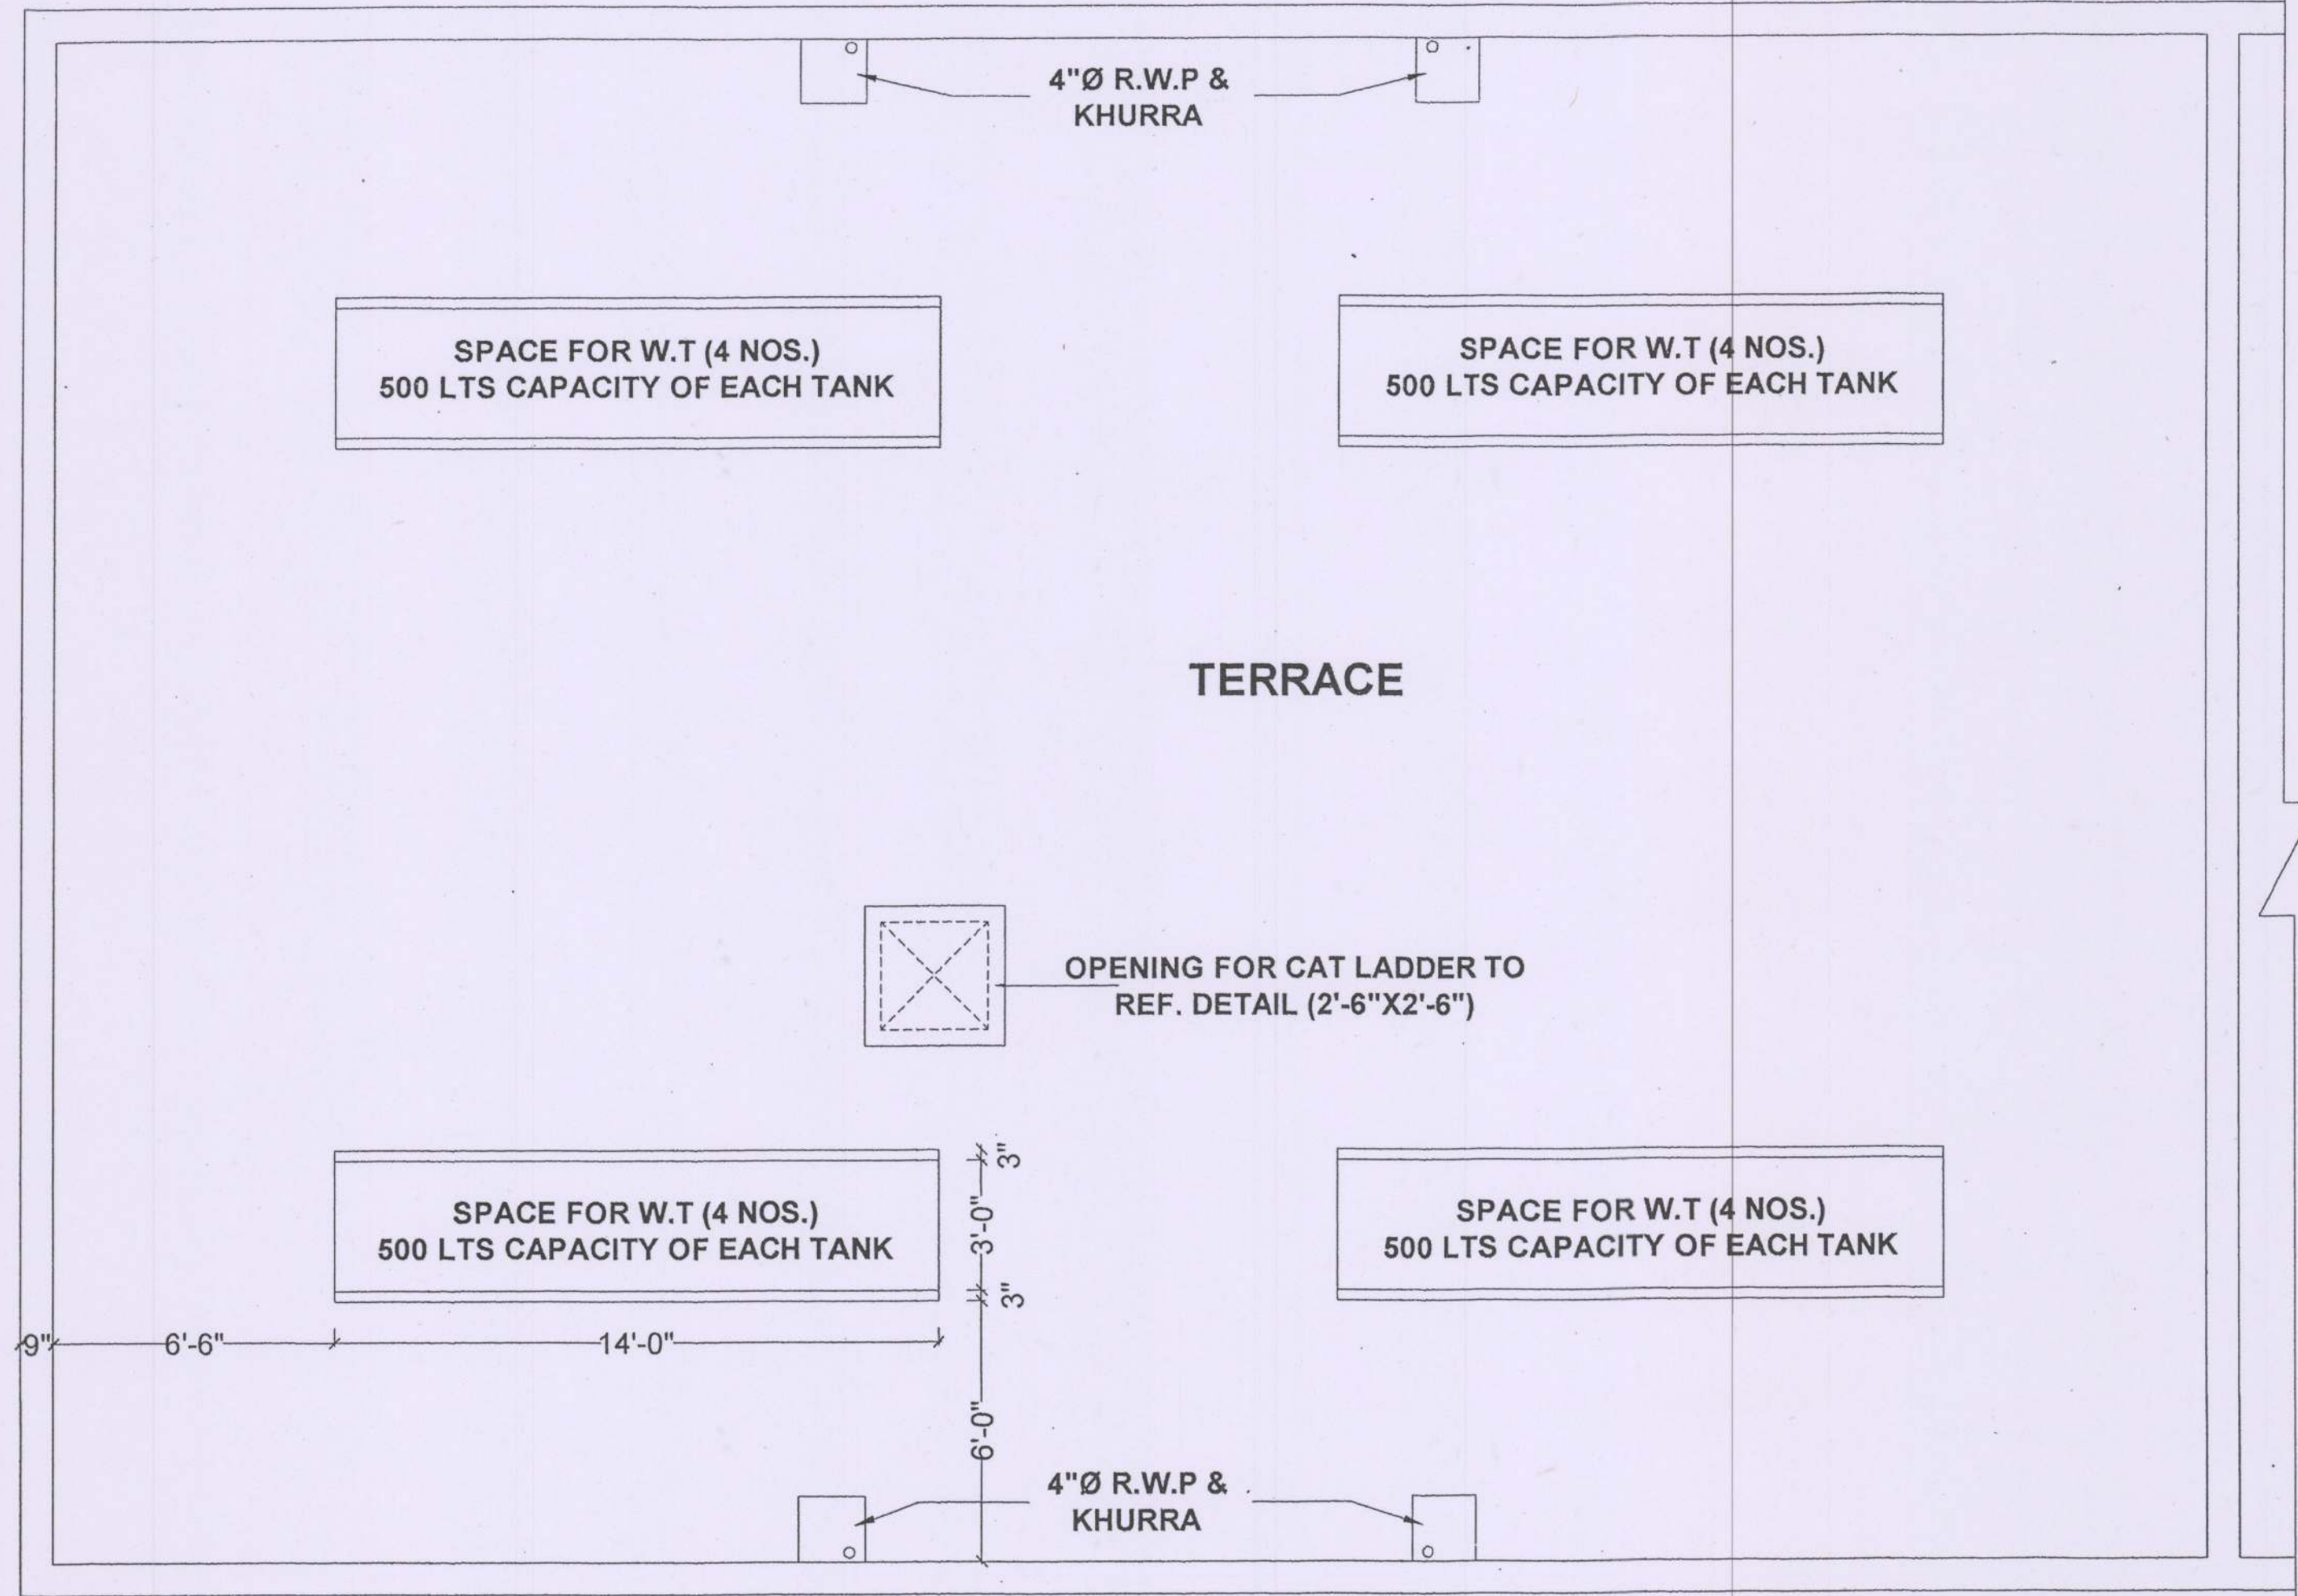 4"Ø R.W.P &
KHURRA
SPACE FOR W.T (4 NOS.)
500 LTS CAPACITY OF EACH TANK
SPACE FOR W.T (4 NOS.)
500 LTS CAPACITY OF EACH TANK
TERRACE
OPENING FOR CAT LADDER TO
REF. DETAIL (2'-6"X2'-6")
SPACE FOR W.T (4 NOS.)
500 LTS CAPACITY OF EACH TANK
3"
3'-0"
3"
SPACE FOR W.T (4 NOS.)
500 LTS CAPACITY OF EACH TANK
9"
6'-6"
14'-0"
6'-0"
4"Ø R.W.P &
KHURRA